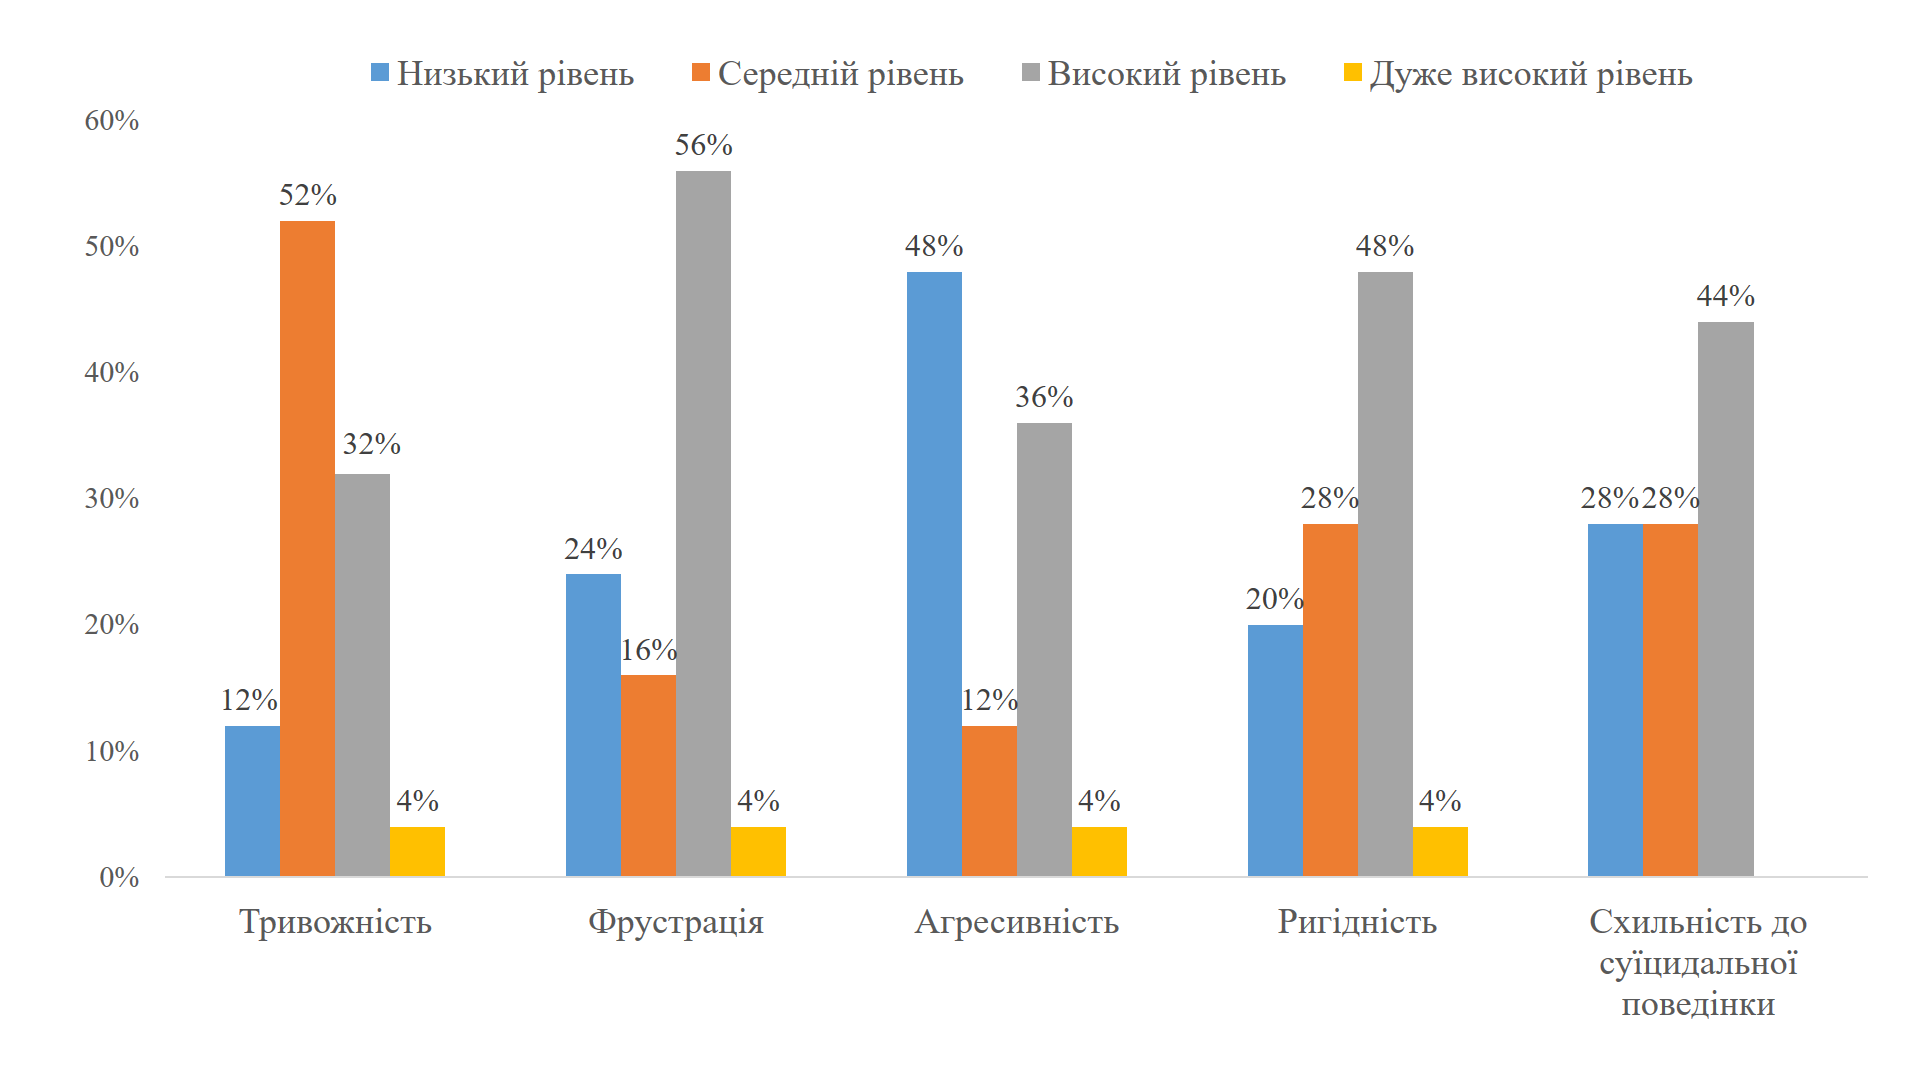 Низький рівень Середній рівень Високий рівень Дуже високий рівень
60%
50%
40%
30%
20%
10%
0%
12% 52% 32% 4%
24% 16% 56% 4%
48% 12% 36% 4%
20% 28% 48% 4%
28% 28% 44%
Тривожність
Фрустрація
Агресивність
Ригідність
Схильність до
суїцидальної
поведінки